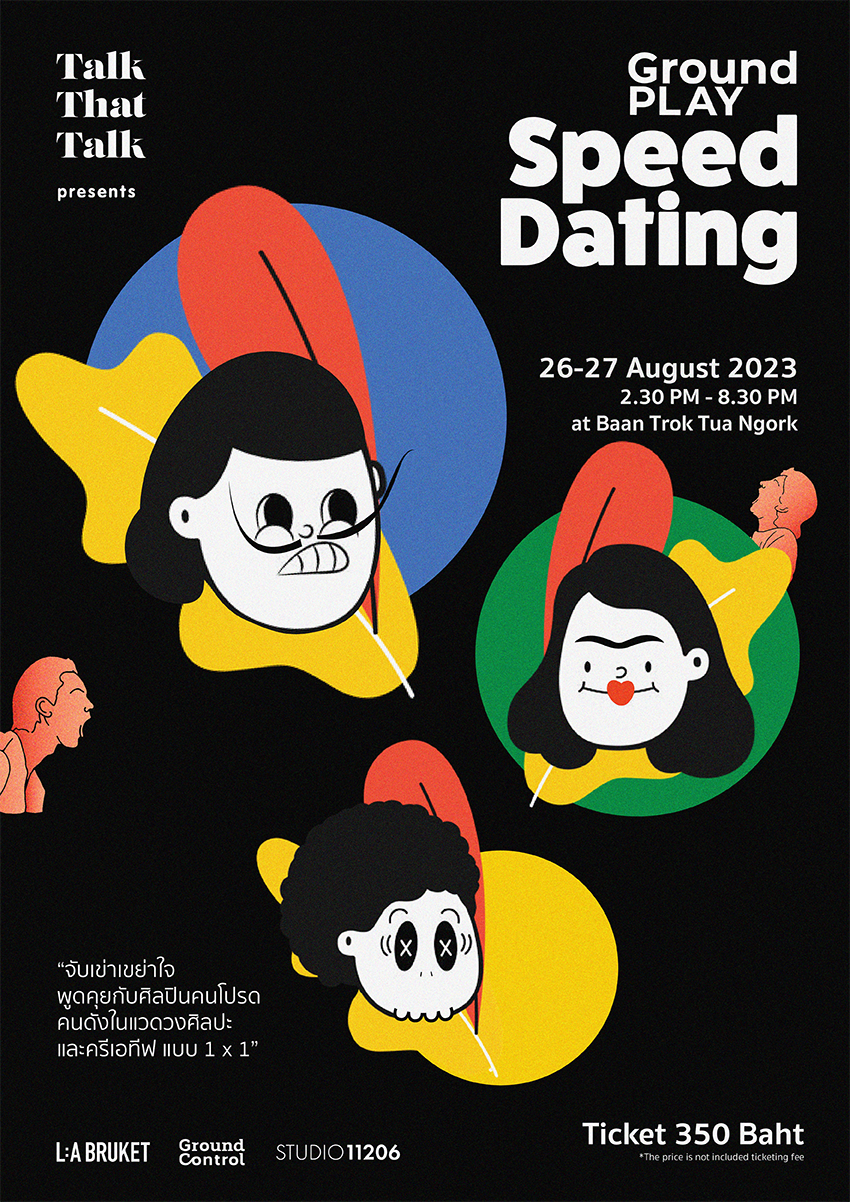 Talk
That
Talk
presents
Ground
PLAY
Speed
Dating
26-27 August 2023
2.30 PM - 8.30 PM
at Baan Trok Tua Ngork
“จับเข่าเขย่าใจ
พูดคุยกับศิลปินคนโปรด
คนดังในแวดวงศิลปะ
และครีเอทีฟ แบบ 1 x 1”
L:A BRUKET
Ground
Control
STUDIO11206
Ticket 350 Baht
*The price is not included ticketing fee